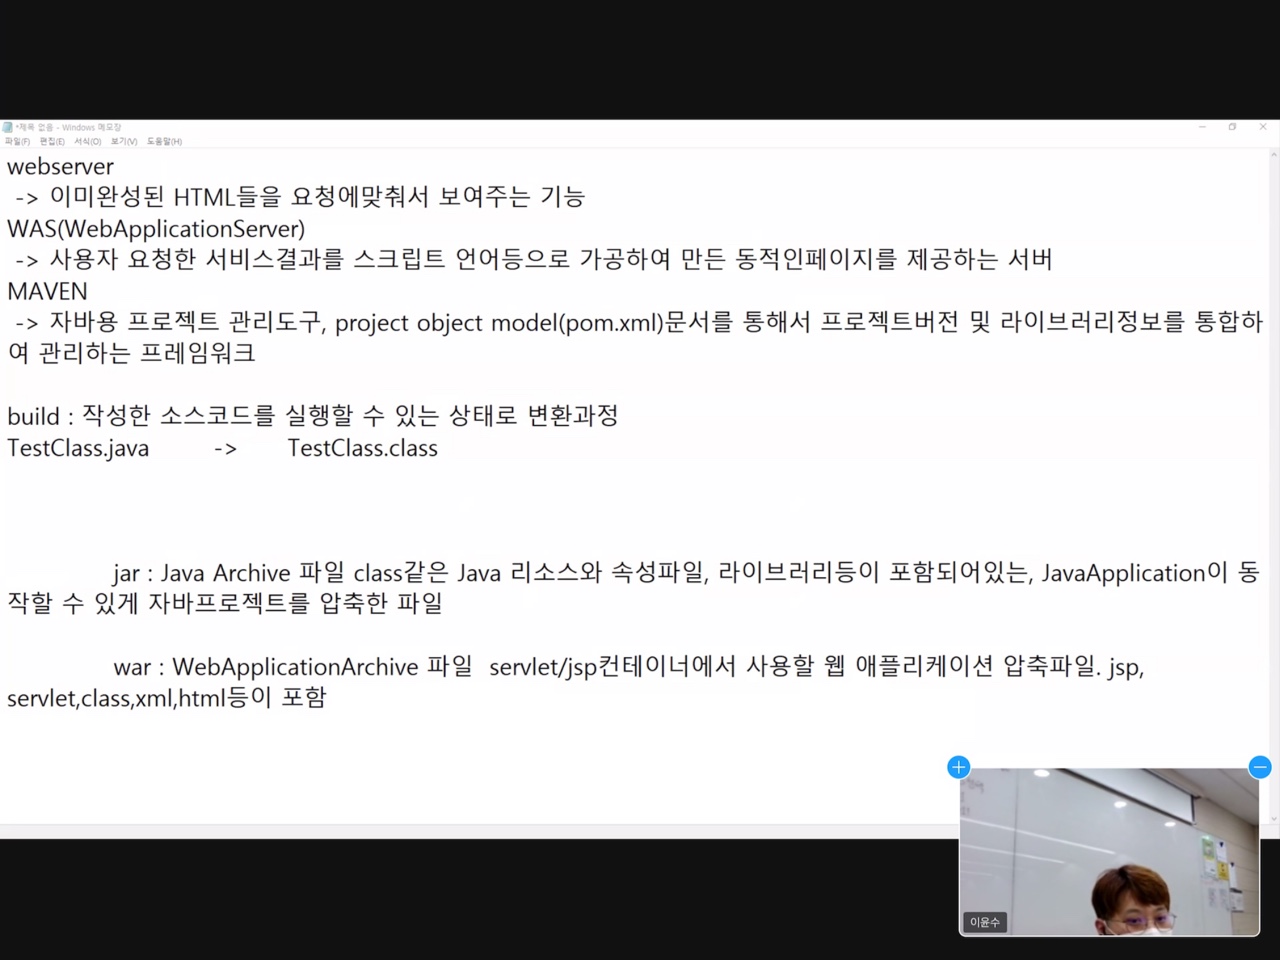 *제목 없음 - Windows 메모장
파일(F) 편집(E) 서식(O) 보기(V) 도움말(H)
webserver
-> 이미완성된 HTML들을 요청에맞춰서 보여주는 기능
WAS(WebApplicationServer)
-> 사용자 요청한 서비스결과를 스크립트 언어등으로 가공하여 만든 동적인페이지를 제공하는 서버
MAVEN
-> 자바용 프로젝트 관리도구, project object model(pom.xml)문서를 통해서 프로젝트버전 및 라이브러리정보를 통합하
여 관리하는 프레임워크
build : 작성한 소스코드를 실행할 수 있는 상태로 변환과정
TestClass.java -> TestClass.class
jar : Java Archive 파일 class같은 Java 리소스와 속성파일, 라이브러리등이 포함되어있는, JavaApplication이 동
작할 수 있게 자바프로젝트를 압축한 파일
war : WebApplicationArchive 파일 servlet/jsp컨테이너에서 사용할 웹 애플리케이션 압축파일. jsp,
servlet,class,xml,html등이 포함
이윤수